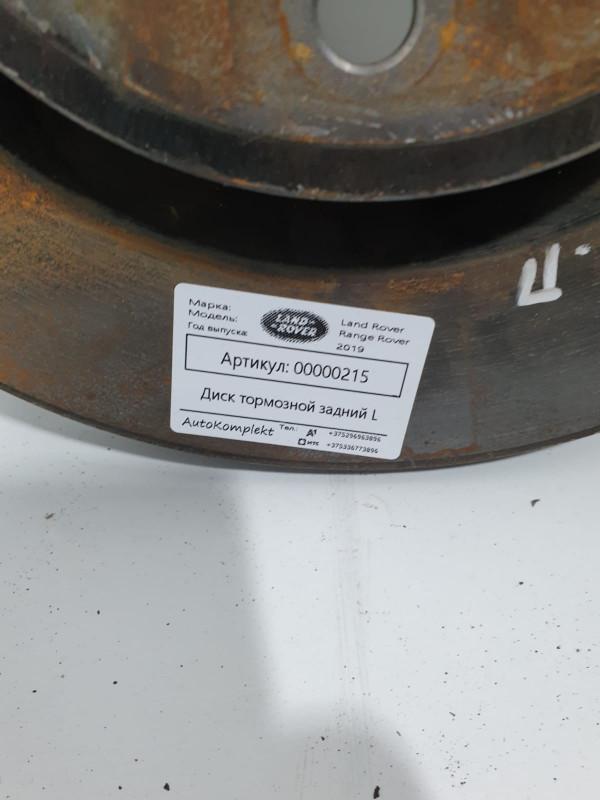 Марка: Land Rover
Модель: Range Rover
Год выпуска: 2019
LAND ROVER
Артикул: 00000215
Диск тормозной задний L
AutoKomplekt Тел.: A1 +375296963896
МТС +375336773896